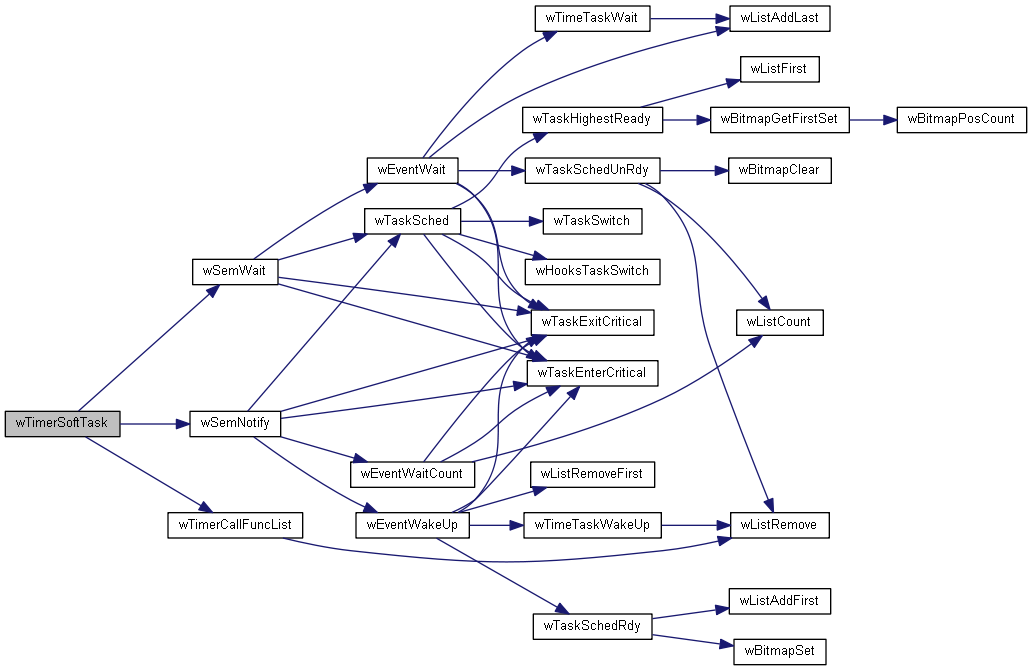 wTimeTaskWait
wListAddLast
wListFirst
wTaskHighestReady
wBitmapGetFirstSet
wBitmapPosCount
wEventWait
wTaskSchedUnRdy
wBitmapClear
wTaskSched
wTaskSwitch
wSemWait
wHooksTaskSwitch
wTaskExitCritical
wListCount
wTaskEnterCritical
wTimerSoftTask
wSemNotify
wEventWaitCount
wListRemoveFirst
wTimerCallFuncList
wEventWakeUp
wTimeTaskWakeUp
wListRemove
wListAddFirst
wTaskSchedRdy
wBitmapSet